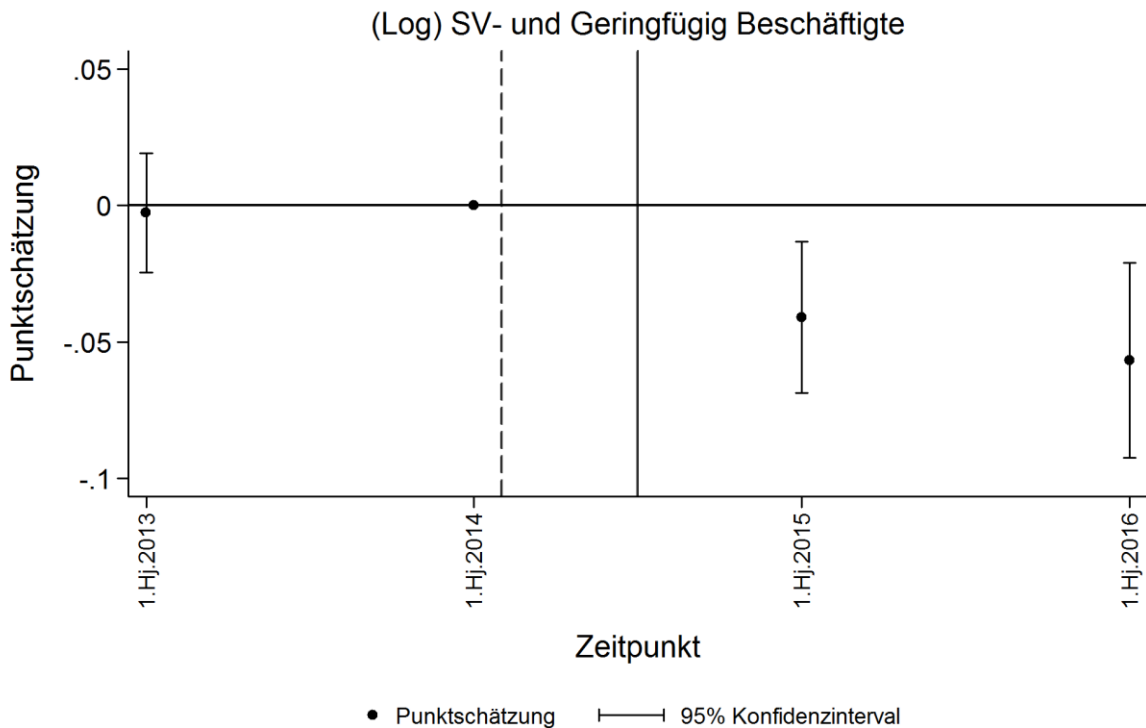 (Log) SV- und Geringfügig Beschäftigte
Punktschätzung
.05
0
-.05
-.1
1.Hj.2013
1.Hj.2014
1.Hj.2015
1.Hj.2016
Zeitpunkt
Punktschätzung
95% Konfidenzinterval